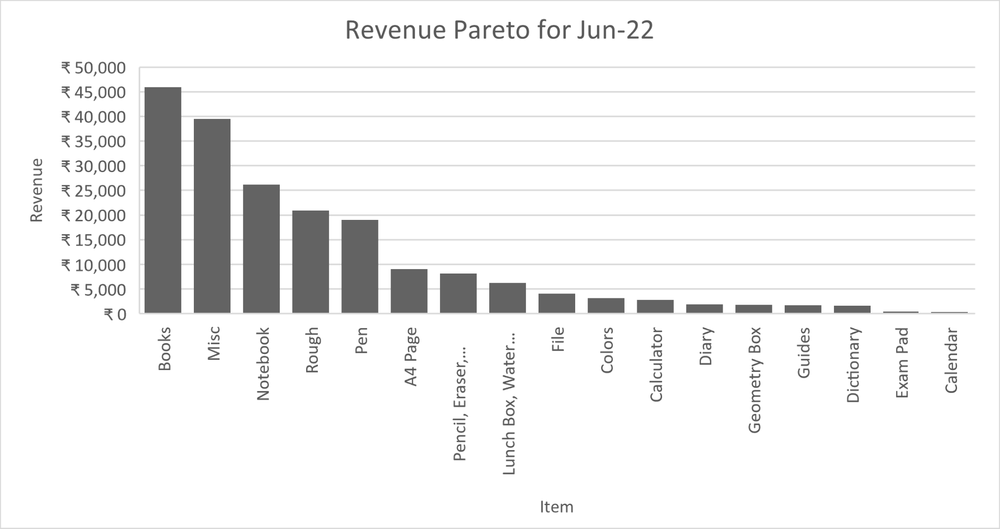 Revenue Pareto for Jun-22
₹ 50,000
₹ 45,000
₹ 40,000
₹ 35,000
₹ 30,000
₹ 25,000
₹ 20,000
₹ 15,000
₹ 10,000
₹ 5,000
₹ 0
Revenue
Books
Misc
Notebook
Rough
Pen
A4 Page
Pencil, Eraser,...
Lunch Box, Water...
File
Colors
Calculator
Diary
Geometry Box
Guides
Dictionary
Exam Pad
Calendar
Item